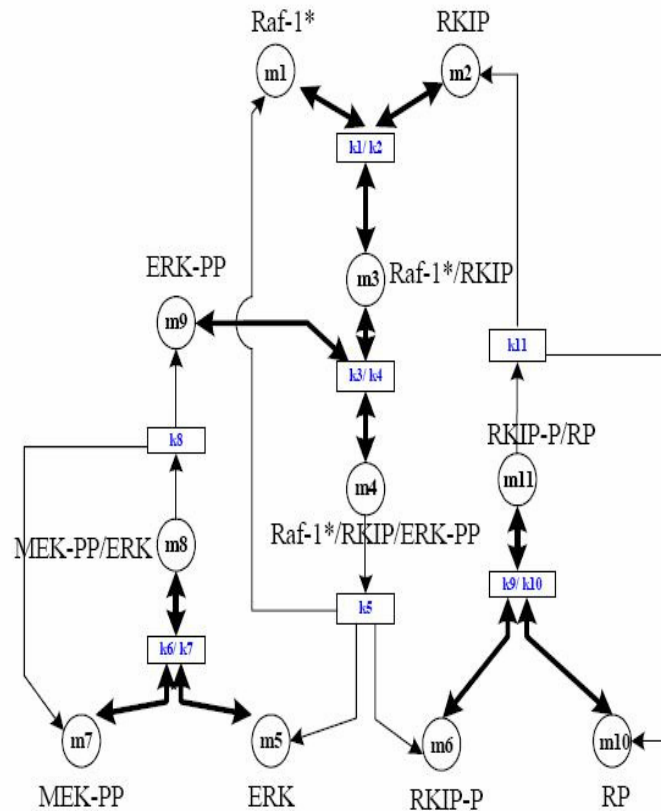 Raf-1* RKIP
m1 m2
k1/ k2
ERK-PP
m3 Raf-1*/RKIP
m9
k11
k3/ k4
k8
RKIP-P/RP
m4 m11
Raf-1*/RKIP/ERK-PP
MEK-PP/ERK m8
k9/ k10
k5
k6/ k7
m7 m5 m6 m10
MEK-PP ERK RKIP-P RP